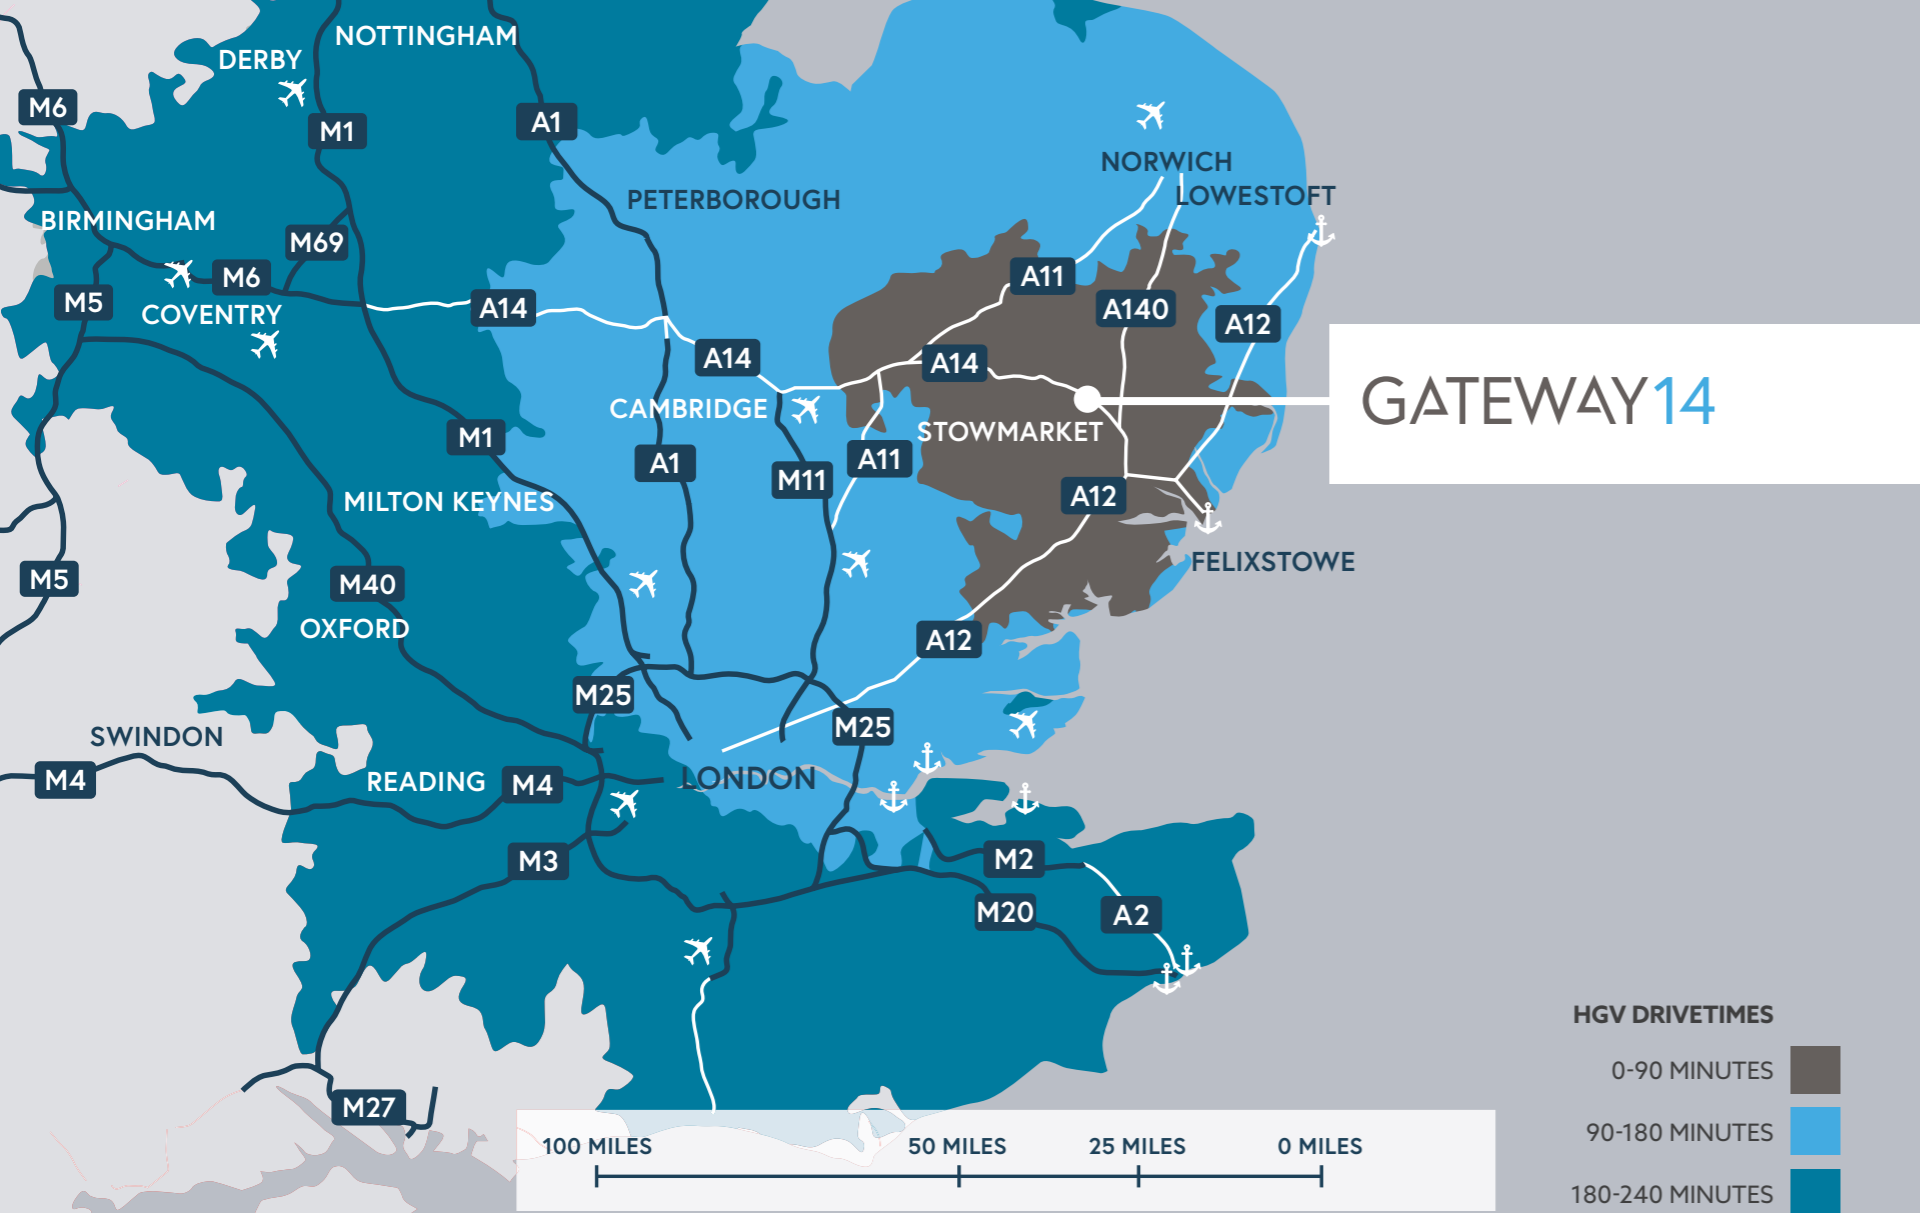 NOTTINGHAM
DERBY
M6
A1
M1
NORWICH
PETERBOROUGH
LOWESTOFT
BIRMINGHAM
M69
M6
A11
M5
A14
A140
COVENTRY
A12
A14
A14
GATEWAY14
CAMBRIDGE
STOWMARKET
M1
A1
A11
M11
MILTON KEYNES
A12
FELIXSTOWE
M5
M40
OXFORD
A12
M25
M25
SWINDON
M4
READING
M4
LONDON
M3
M2
M20
A2
HGV DRIVETIMES
0-90 MINUTES
M27
90-180 MINUTES
100 MILES 50 MILES 25 MILES 0 MILES
180-240 MINUTES